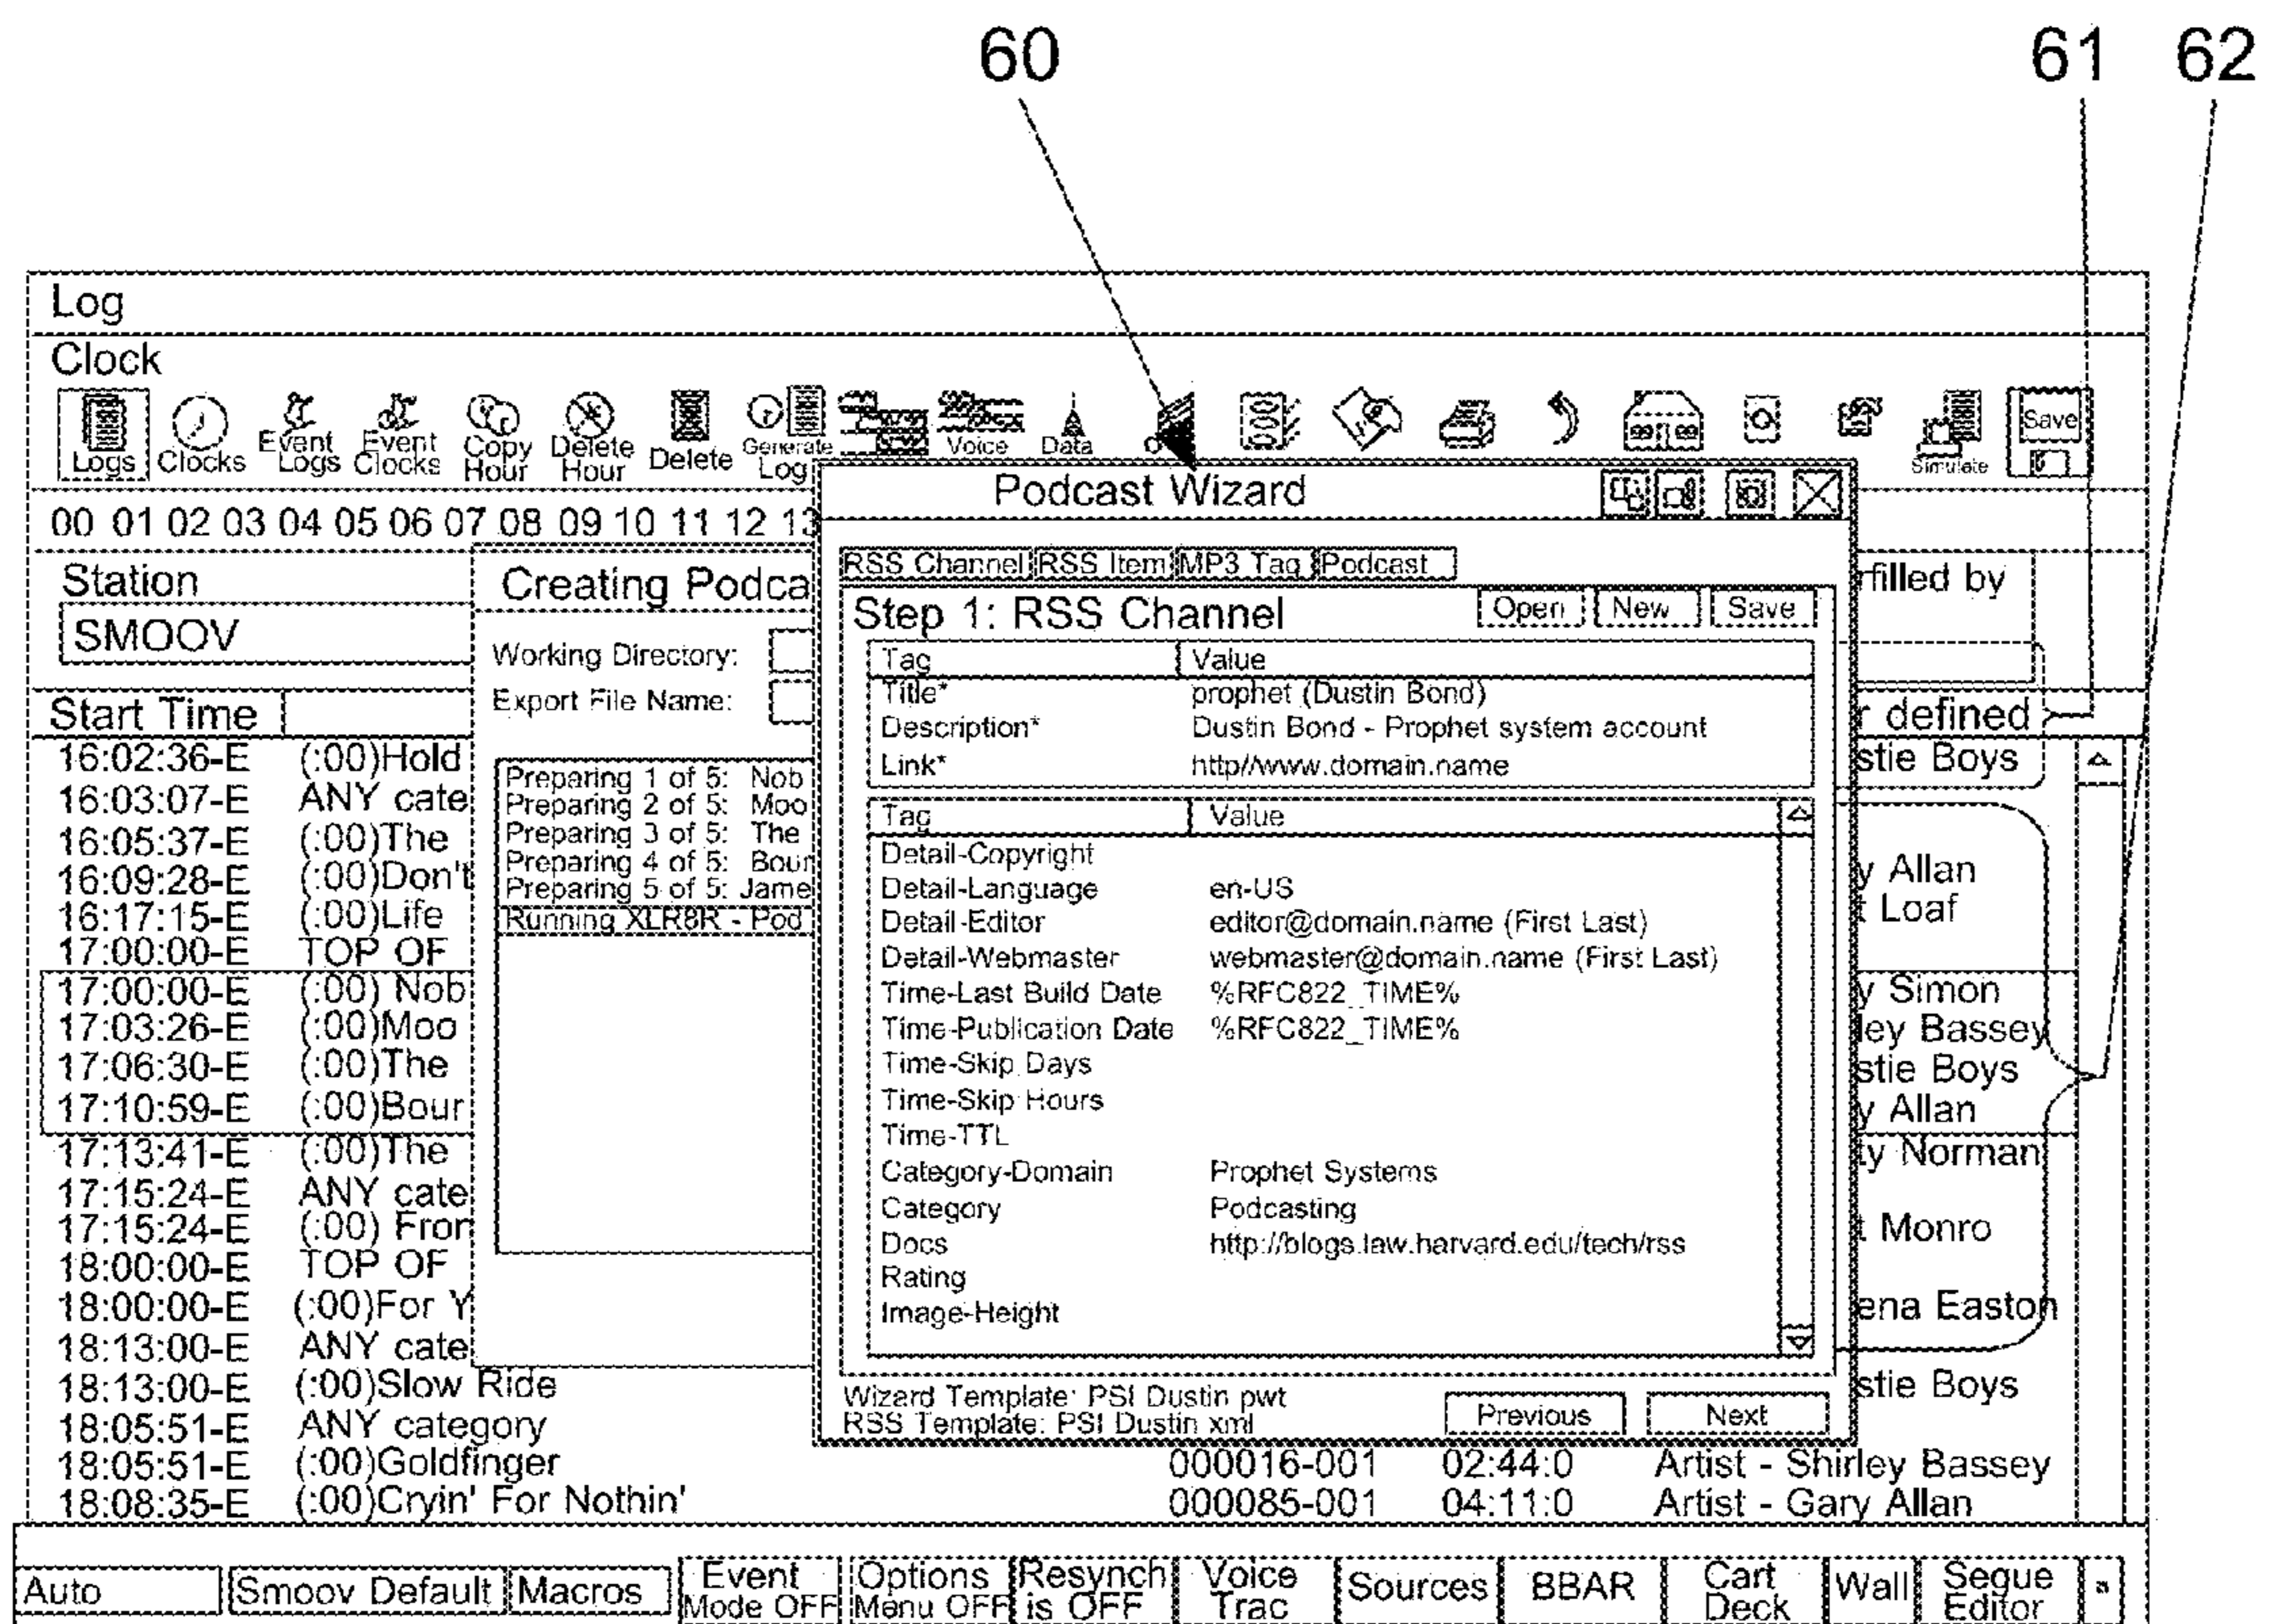 60 61 62
Log
Clock
Logs Clocks Event Logs Event Clocks Copy Hour Delete Hour Delete Generate Log Voice Data Simulate Save
Podcast Wizard
00 01 02 03 04 05 06 07 08 09 10 11 12 13
RSS Channel RSS Item MP3 Tag Podcast
Station
SMOOV
Creating Podca
rfilled by
Step 1: RSS Channel Open New Save
Working Directory:
Export File Name:
Tag Value
Title* prophet (Dustin Bond)
Description* Dustin Bond - Prophet system account
Link* http//www.domain.name
Start Time r defined
16:02:36-E (:00)Hold stie Boys
16:03:07-E ANY cate
16:05:37-E (:00)The y Allan
16:09:28-E (:00)Don't t Loaf
16:17:15-E (:00)Life
17:00:00-E TOP OF
17:00:00-E (:00) Nob y Simon
17:03:26-E (:00)Moo ley Bassey
17:06:30-E (:00)The stie Boys
17:10:59-E (:00)Bour y Allan
17:13:41-E (:00)The ty Norman
17:15:24-E ANY cate
17:15:24-E (:00) Fron t Monro
18:00:00-E TOP OF
18:00:00-E (:00)For Y ena Easton
18:13:00-E ANY cate
18:13:00-E (:00)Slow Ride stie Boys
18:05:51-E ANY category
18:05:51-E (:00)Goldfinger 000016-001 02:44:0 Artist - Shirley Bassey
18:08:35-E (:00)Cryin' For Nothin' 000085-001 04:11:0 Artist - Gary Allan
Preparing 1 of 5: Nob
Preparing 2 of 5: Moo
Preparing 3 of 5: The
Preparing 4 of 5: Bour
Preparing 5 of 5: Jame
Running XLR8R - Pod
Tag Value
Detail-Copyright
Detail-Language en-US
Detail-Editor editor@domain.name (First Last)
Detail-Webmaster webmaster@domain.name (First Last)
Time-Last Build Date %RFC822_TIME%
Time-Publication Date %RFC822_TIME%
Time-Skip Days
Time-Skip Hours
Time-TTL
Category-Domain Prophet Systems
Category Podcasting
Docs http://blogs.law.harvard.edu/tech/rss
Rating
Image-Height
Wizard Template: PSI Dustin pwt
RSS Template: PSI Dustin xml
Previous Next
Auto Smoov Default Macros Event Mode OFF Options Menu OFF Resynch is OFF Voice Trac Sources BBAR Cart Deck Wall Segue Editor